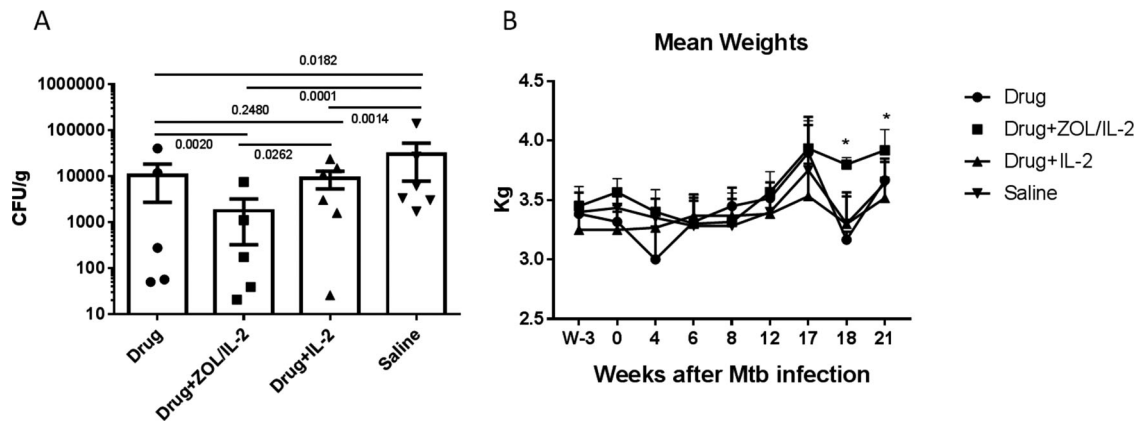 A
0.0182
0.0001
0.2480
0.0014
0.0020
0.0262
1000000
100000
10000
1000
100
10
CFU/g
Drug
Drug+ZOL/IL-2
Drug+IL-2
Saline
B
Mean Weights
4.5
4.0
3.5
3.0
2.5
Kg
* *
W-3 0 4 6 8 12 17 18 21
Weeks after Mtb infection
Drug
Drug+ZOL/IL-2
Drug+IL-2
Saline